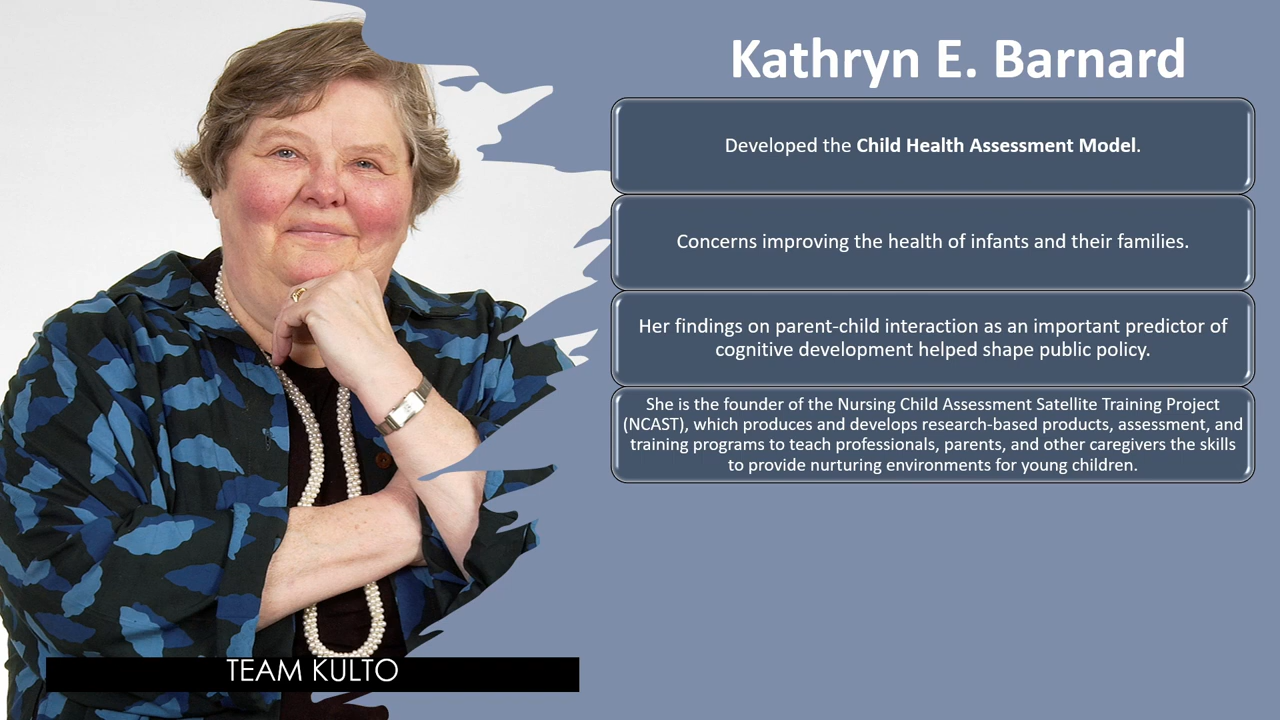 Kathryn E. Barnard
Developed the Child Health Assessment Model.
Concerns improving the health of infants and their families.
Her findings on parent-child interaction as an important predictor of
cognitive development helped shape public policy.
She is the founder of the Nursing Child Assessment Satellite Training Project
(NCAST), which produces and develops research-based products, assessment, and
training programs to teach professionals, parents, and other caregivers the skills
to provide nurturing environments for young children.
TEAM KULTO